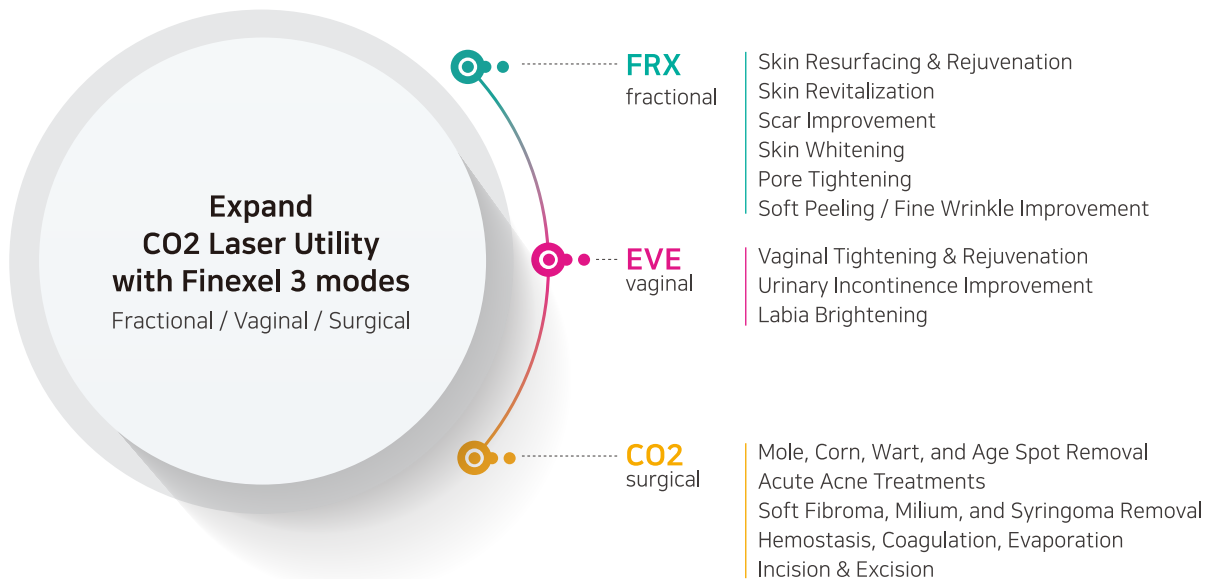 Expand
CO2 Laser Utility
with Finexel 3 modes
Fractional / Vaginal / Surgical
FRX
fractional
Skin Resurfacing & Rejuvenation
Skin Revitalization
Scar Improvement
Skin Whitening
Pore Tightening
Soft Peeling / Fine Wrinkle Improvement
EVE
vaginal
Vaginal Tightening & Rejuvenation
Urinary Incontinence Improvement
Labia Brightening
CO2
surgical
Mole, Corn, Wart, and Age Spot Removal
Acute Acne Treatments
Soft Fibroma, Milium, and Syringoma Removal
Hemostasis, Coagulation, Evaporation
Incision & Excision